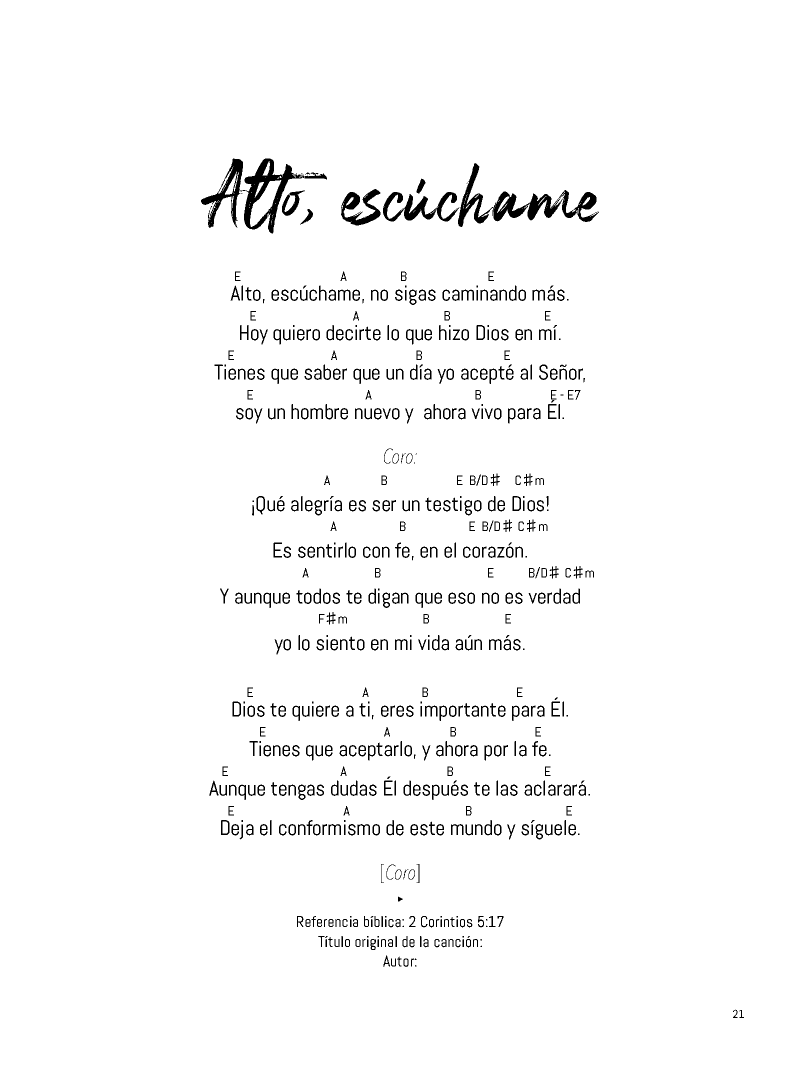 Alto, escúchame
E A B E
Alto, escúchame, no sigas caminando más.
E A B E
Hoy quiero decirte lo que hizo Dios en mí.
E A B E
Tienes que saber que un día yo acepté al Señor,
E A B E - E7
soy un hombre nuevo y ahora vivo para Él.
Coro:
A B E B/D♯ C♯m
¡Qué alegría es ser un testigo de Dios!
A B E B/D♯ C♯m
Es sentirlo con fe, en el corazón.
A B E B/D♯ C♯m
Y aunque todos te digan que eso no es verdad
F♯m B E
yo lo siento en mi vida aún más.
E A B E
Dios te quiere a ti, eres importante para Él.
E A B E
Tienes que aceptarlo, y ahora por la fe.
E A B E
Aunque tengas dudas Él después te las aclarará.
E A B E
Deja el conformismo de este mundo y síguele.
[Coro]
Referencia bíblica: 2 Corintios 5:17
Título original de la canción:
Autor:
21